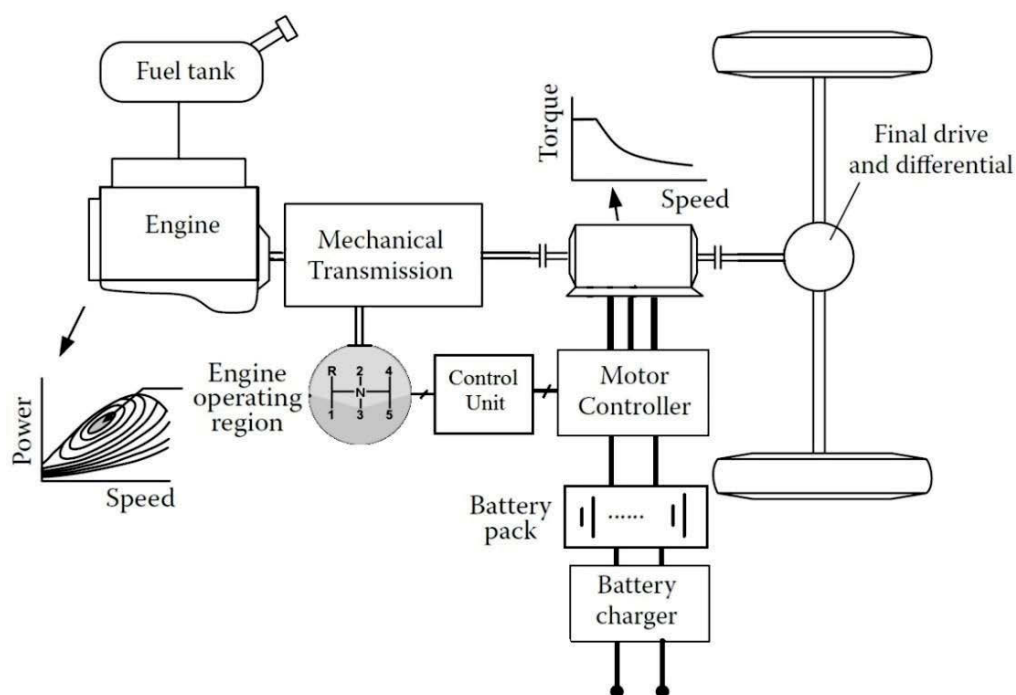 Fuel tank
Engine
Mechanical
Transmission
Torque
Speed
Final drive
and differential
Engine
operating
region
R 2 4
N
1 3 5
Control
Unit
Motor
Controller
Power
Speed
Battery
pack
Battery
charger